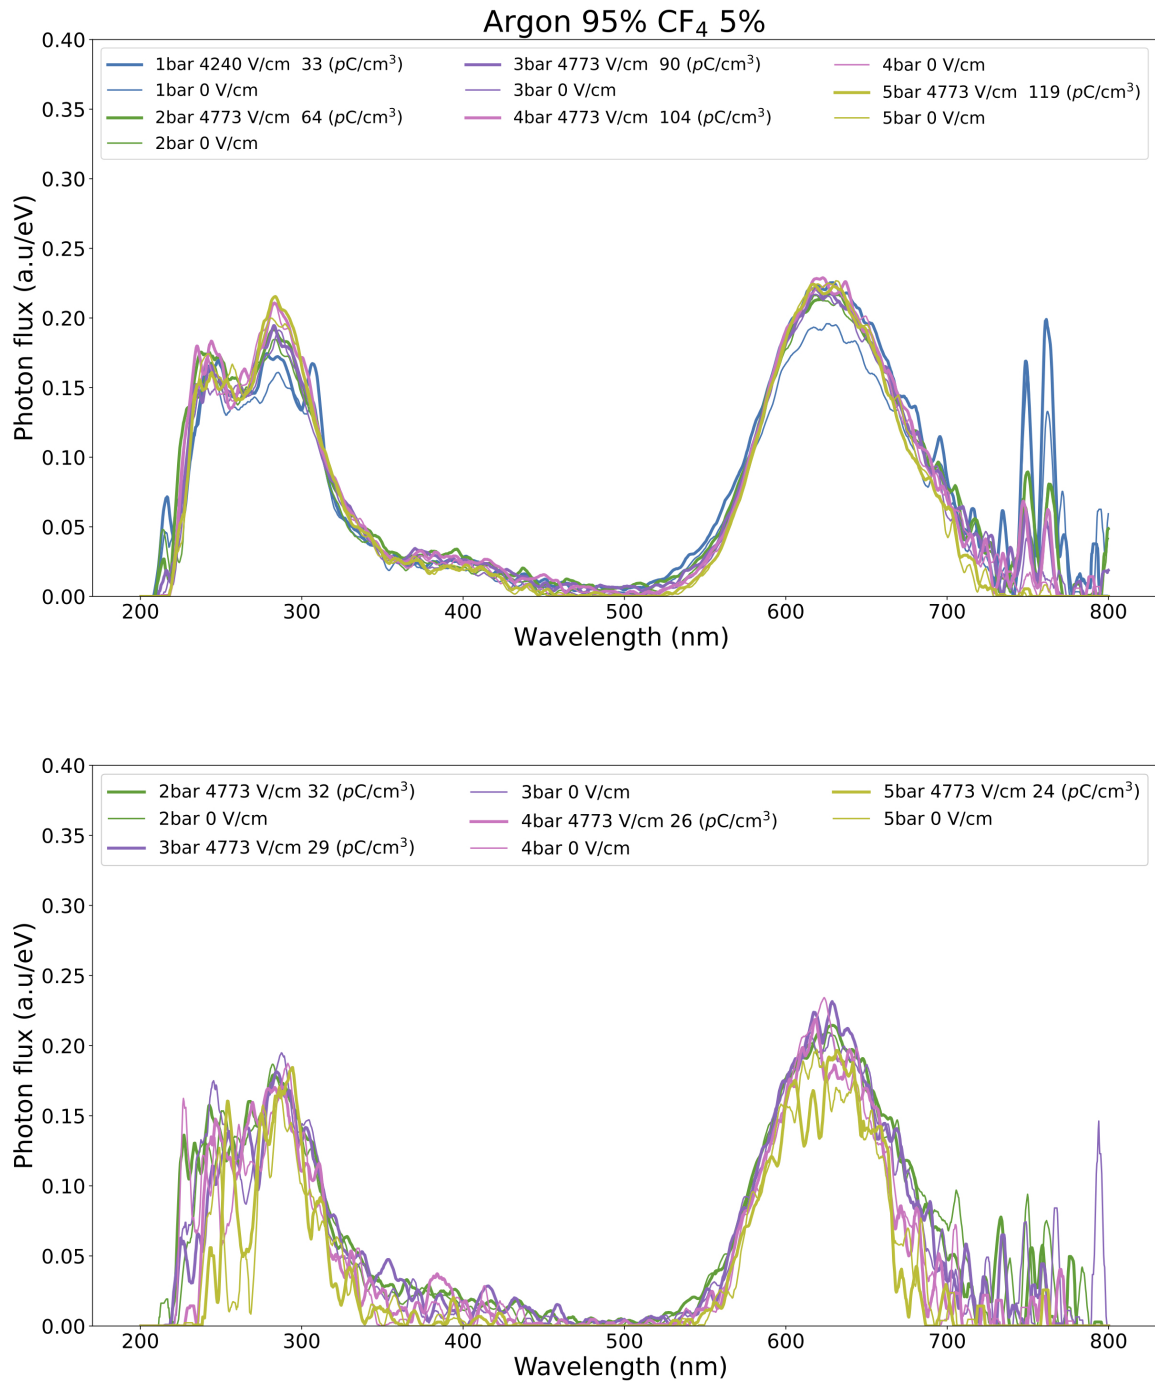 Argon 95% CF₄ 5%
0.40
0.35
0.30
0.25
0.20
0.15
0.10
0.05
0.00
Photon flux (a.u/eV)
1bar 4240 V/cm 33 (pC/cm³)
1bar 0 V/cm
2bar 4773 V/cm 64 (pC/cm³)
2bar 0 V/cm
3bar 4773 V/cm 90 (pC/cm³)
3bar 0 V/cm
4bar 4773 V/cm 104 (pC/cm³)
4bar 0 V/cm
5bar 4773 V/cm 119 (pC/cm³)
5bar 0 V/cm
200 300 400 500 600 700 800
Wavelength (nm)
0.40
0.35
0.30
0.25
0.20
0.15
0.10
0.05
0.00
Photon flux (a.u/eV)
2bar 4773 V/cm 32 (pC/cm³)
2bar 0 V/cm
3bar 4773 V/cm 29 (pC/cm³)
3bar 0 V/cm
4bar 4773 V/cm 26 (pC/cm³)
4bar 0 V/cm
5bar 4773 V/cm 24 (pC/cm³)
5bar 0 V/cm
200 300 400 500 600 700 800
Wavelength (nm)